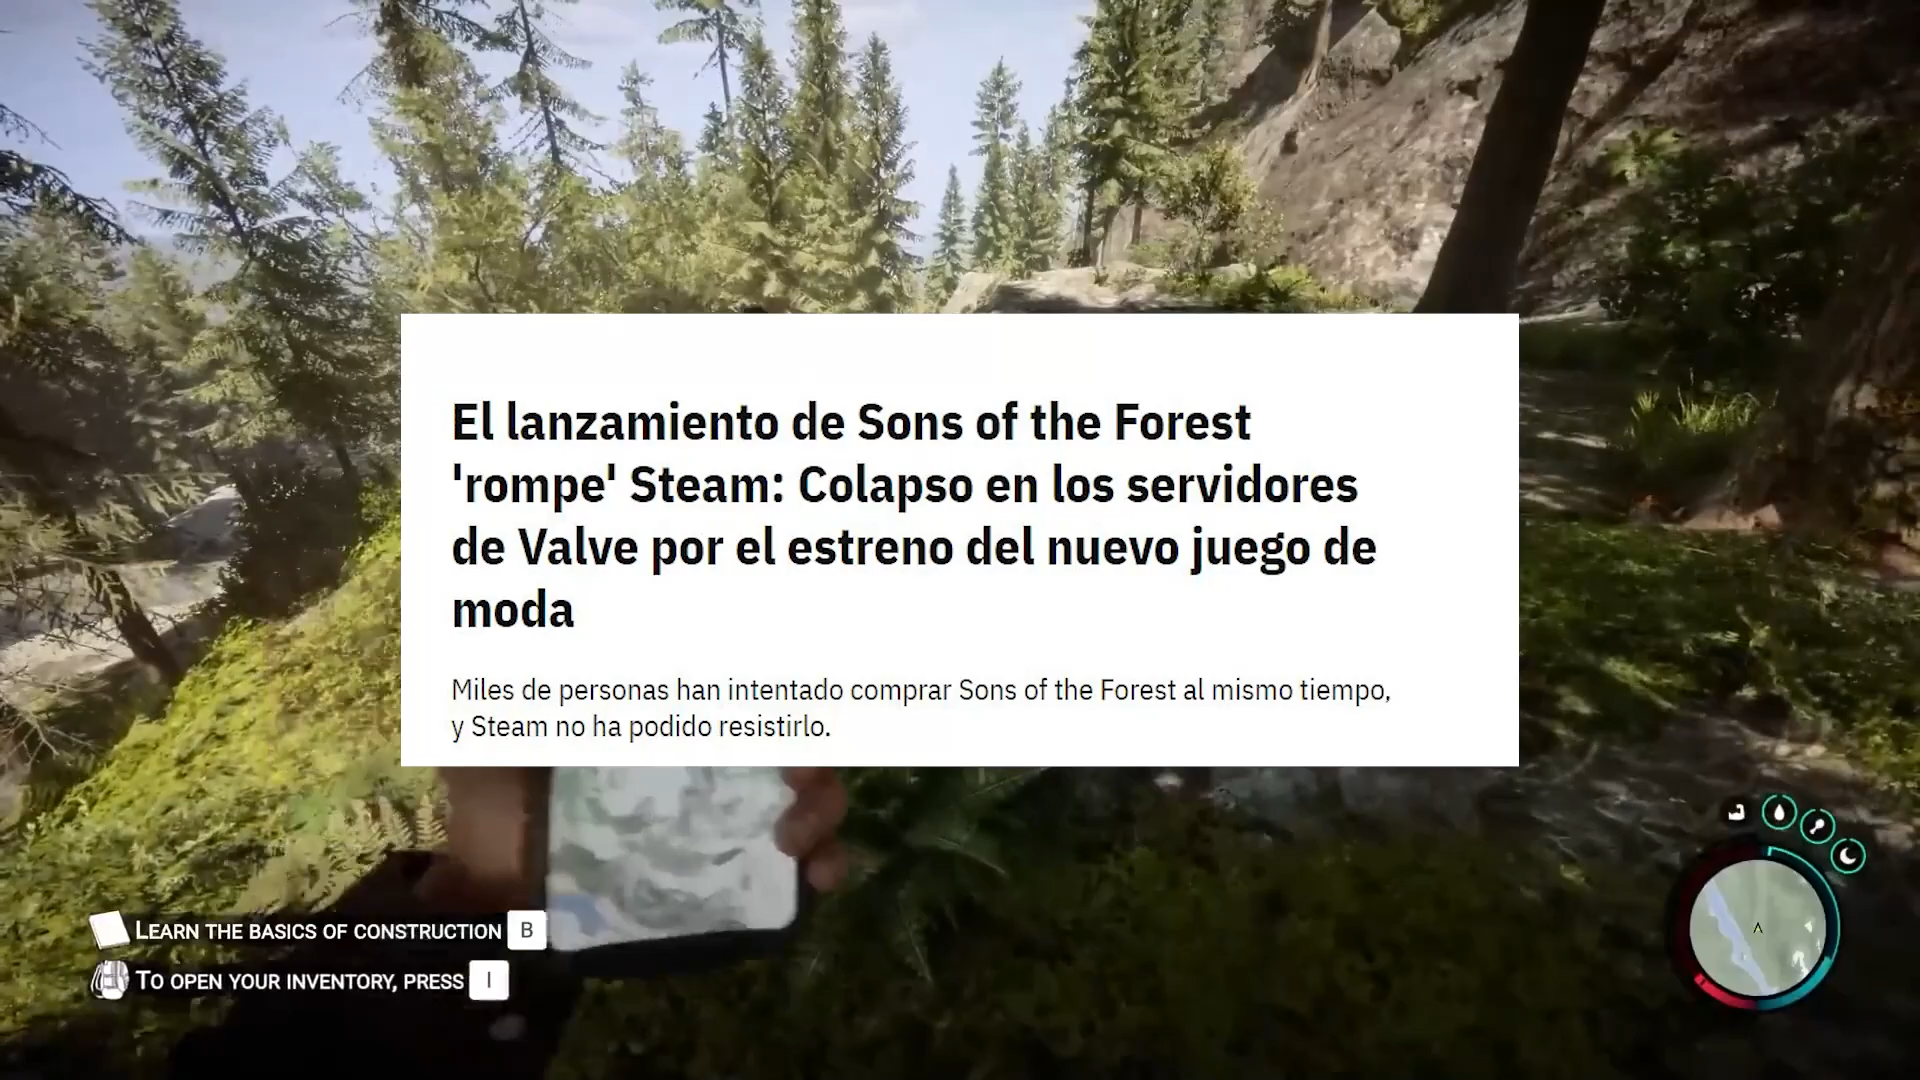 El lanzamiento de Sons of the Forest
'rompe' Steam: Colapso en los servidores
de Valve por el estreno del nuevo juego de
moda
Miles de personas han intentado comprar Sons of the Forest al mismo tiempo,
y Steam no ha podido resistirlo.
LEARN THE BASICS OF CONSTRUCTION B
TO OPEN YOUR INVENTORY, PRESS I